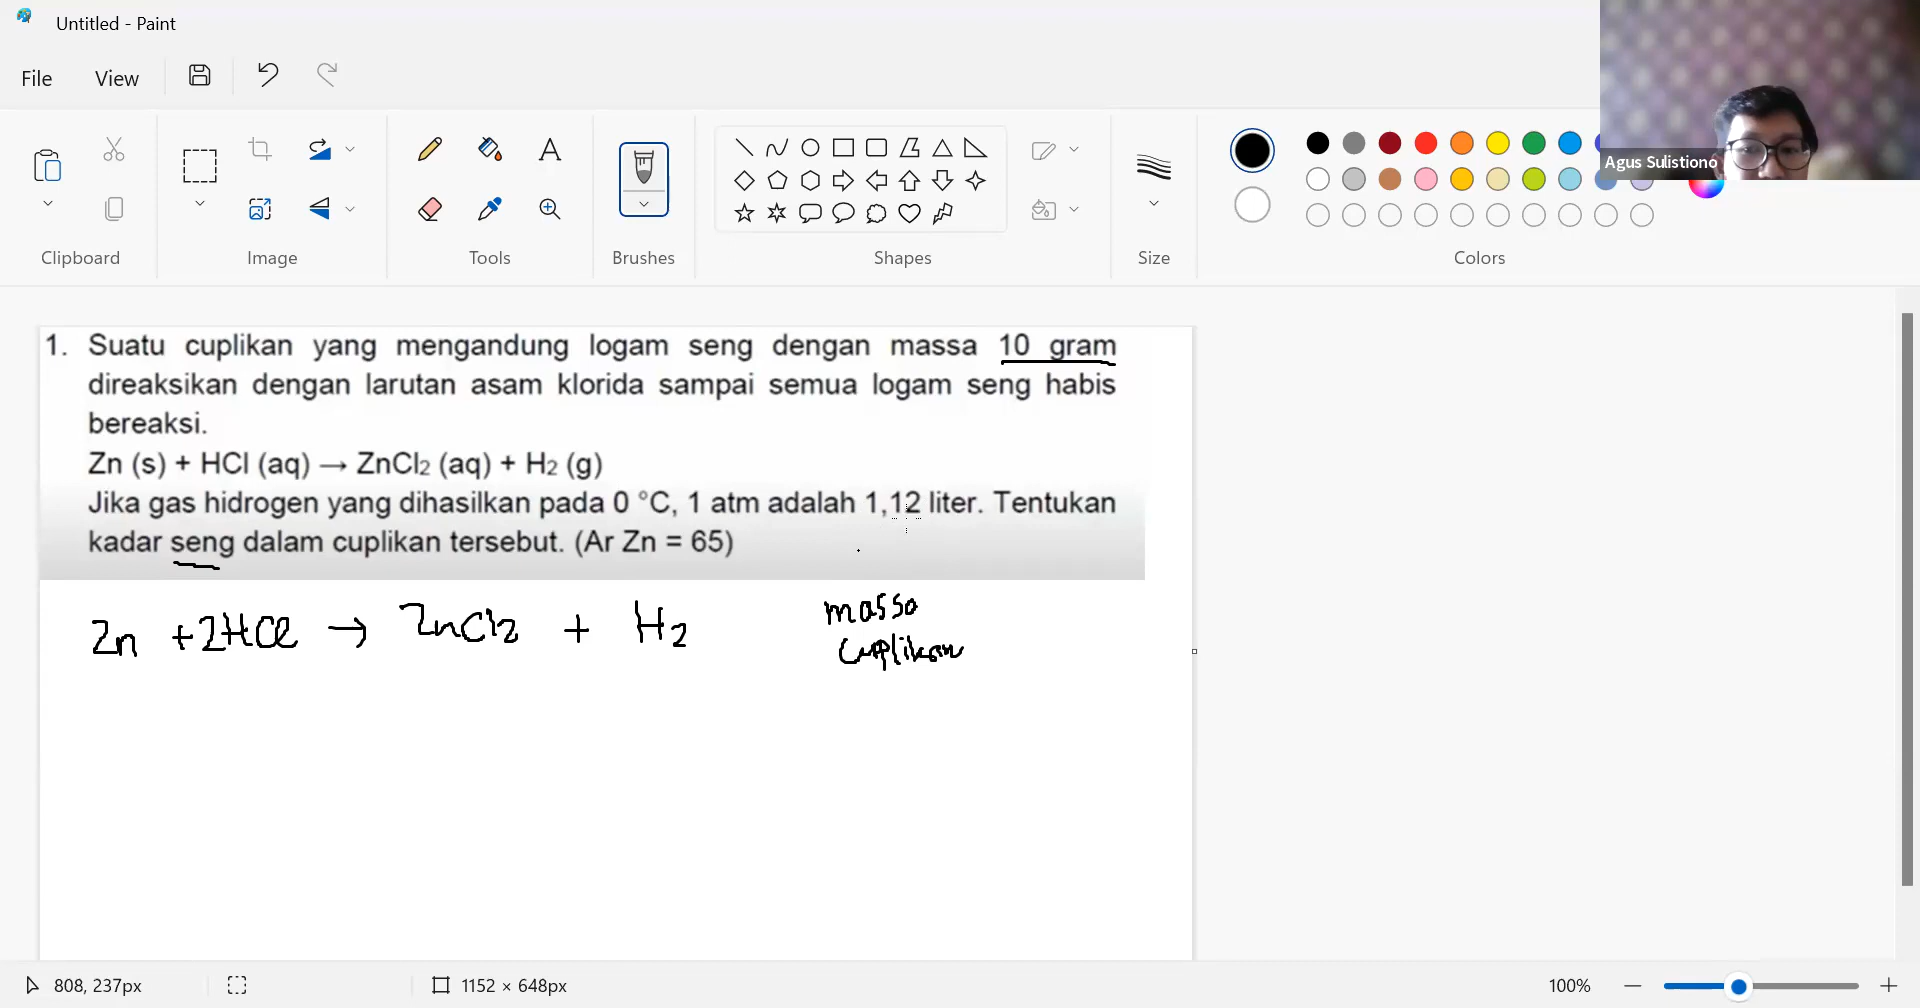 Untitled - Paint
File View
Clipboard
Image
Tools
Brushes
Shapes
Size
Colors
Agus Sulistiono
1. Suatu cuplikan yang mengandung logam seng dengan massa 10 gram
direaksikan dengan larutan asam klorida sampai semua logam seng habis
bereaksi.
Zn (s) + HCl (aq) → ZnCl₂ (aq) + H₂ (g)
Jika gas hidrogen yang dihasilkan pada 0 °C, 1 atm adalah 1,12 liter. Tentukan
kadar seng dalam cuplikan tersebut. (Ar Zn = 65)
Zn + 2HCl → ZnCl₂ + H₂
massa
cuplikan
808, 237px
1152 × 648px
100%